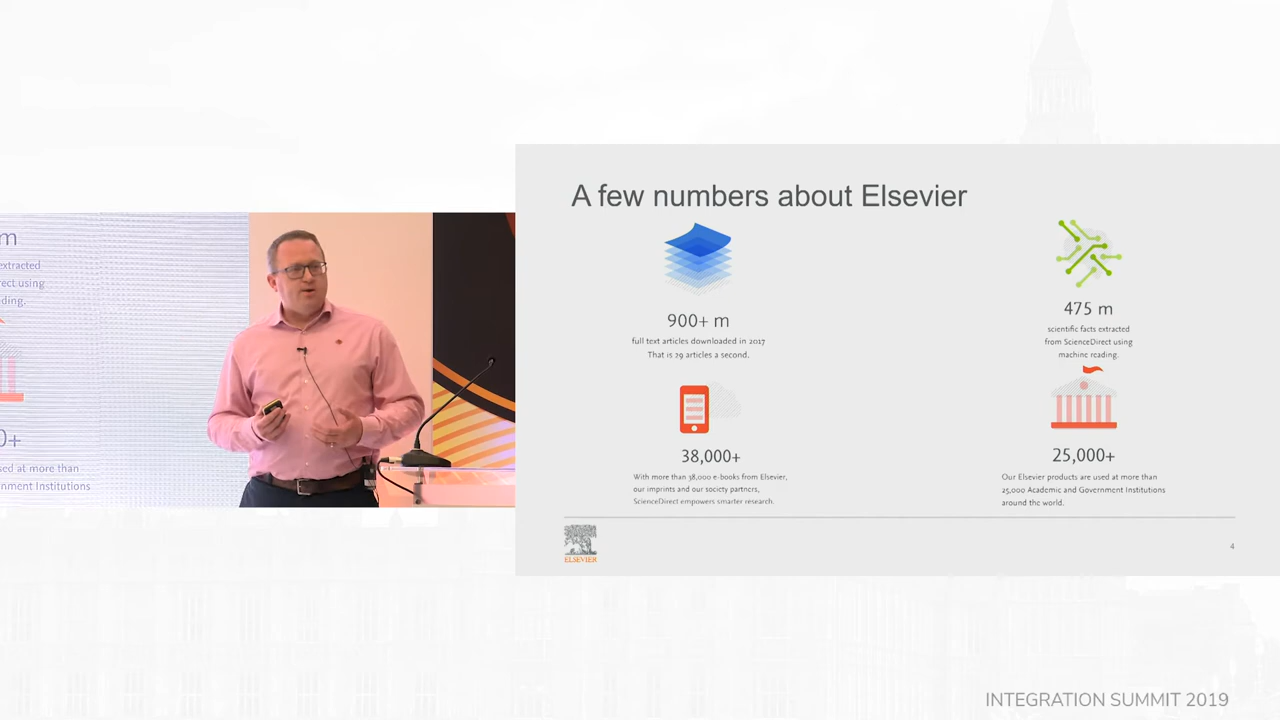 A few numbers about Elsevier
900+ m
full text articles downloaded in 2017
That is 29 articles a second.
475 m
scientific facts extracted
from ScienceDirect using
machine reading.
38,000+
With more than 38,000 e-books from Elsevier,
our imprints and our society partners,
ScienceDirect empowers smarter research.
25,000+
Our Elsevier products are used at more than
25,000 Academic and Government Institutions
around the world.
ELSEVIER
4
m
extracted
rect using
ding.
0+
sed at more than
nment Institutions
INTEGRATION SUMMIT 2019